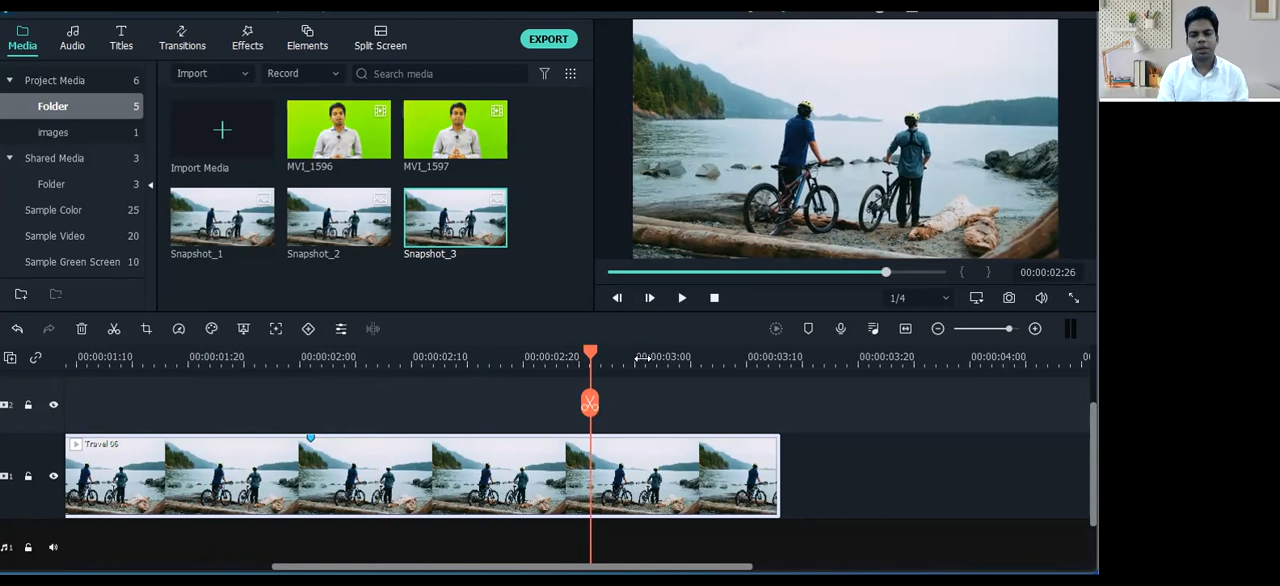 Media
Audio
Titles
Transitions
Effects
Elements
Split Screen
EXPORT
Project Media 6
Folder 5
images 1
Shared Media 3
Folder 3
Sample Color 25
Sample Video 20
Sample Green Screen 10
Import
Record
Search media
Import Media
MVI_1596
MVI_1597
Snapshot_1
Snapshot_2
Snapshot_3
00:00:02:26
1/4
00:00:01:10
00:00:01:20
00:00:02:00
00:00:02:10
00:00:02:20
00:00:03:00
00:00:03:10
00:00:03:20
00:00:04:00
2
Travel 06
1
1